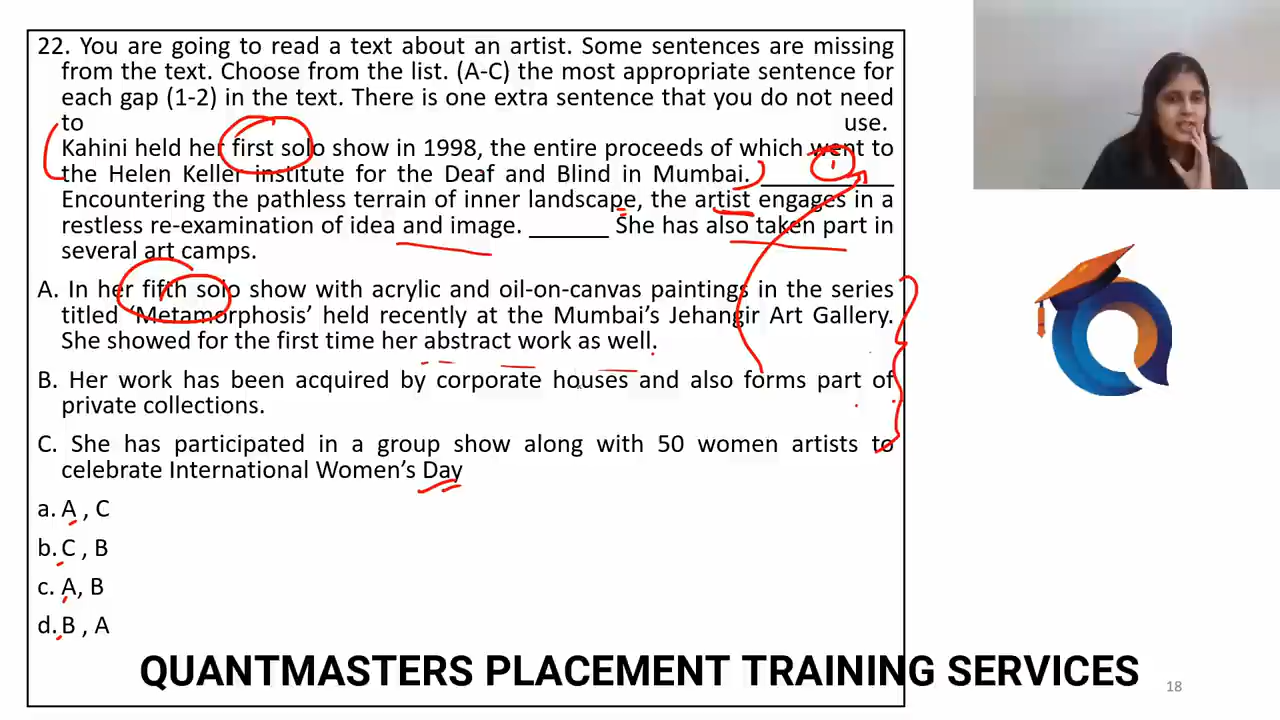 22. You are going to read a text about an artist. Some sentences are missing
from the text. Choose from the list. (A-C) the most appropriate sentence for
each gap (1-2) in the text. There is one extra sentence that you do not need
to use.
Kahini held her first solo show in 1998, the entire proceeds of which went to
the Helen Keller institute for the Deaf and Blind in Mumbai. __________
1
Encountering the pathless terrain of inner landscape, the artist engages in a
restless re-examination of idea and image. ______ She has also taken part in
several art camps.
A. In her fifth solo show with acrylic and oil-on-canvas paintings in the series
titled ‘Metamorphosis’ held recently at the Mumbai’s Jehangir Art Gallery.
She showed for the first time her abstract work as well.
B. Her work has been acquired by corporate houses and also forms part of
private collections.
C. She has participated in a group show along with 50 women artists to
celebrate International Women’s Day
a. A , C
b. C , B
c. A, B
d. B , A
QUANTMASTERS PLACEMENT TRAINING SERVICES
18